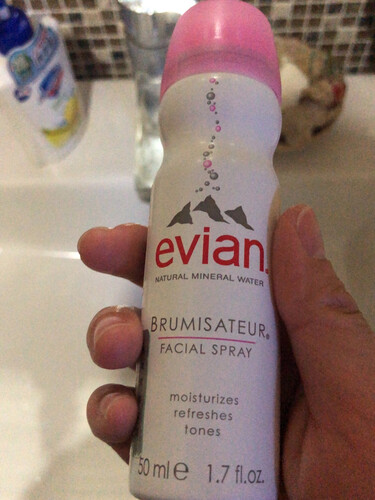 evian®
NATURAL MINERAL WATER
BRUMISATEUR®
FACIAL SPRAY
moisturizes
refreshes
tones
50 ml e 1.7 fl.oz.